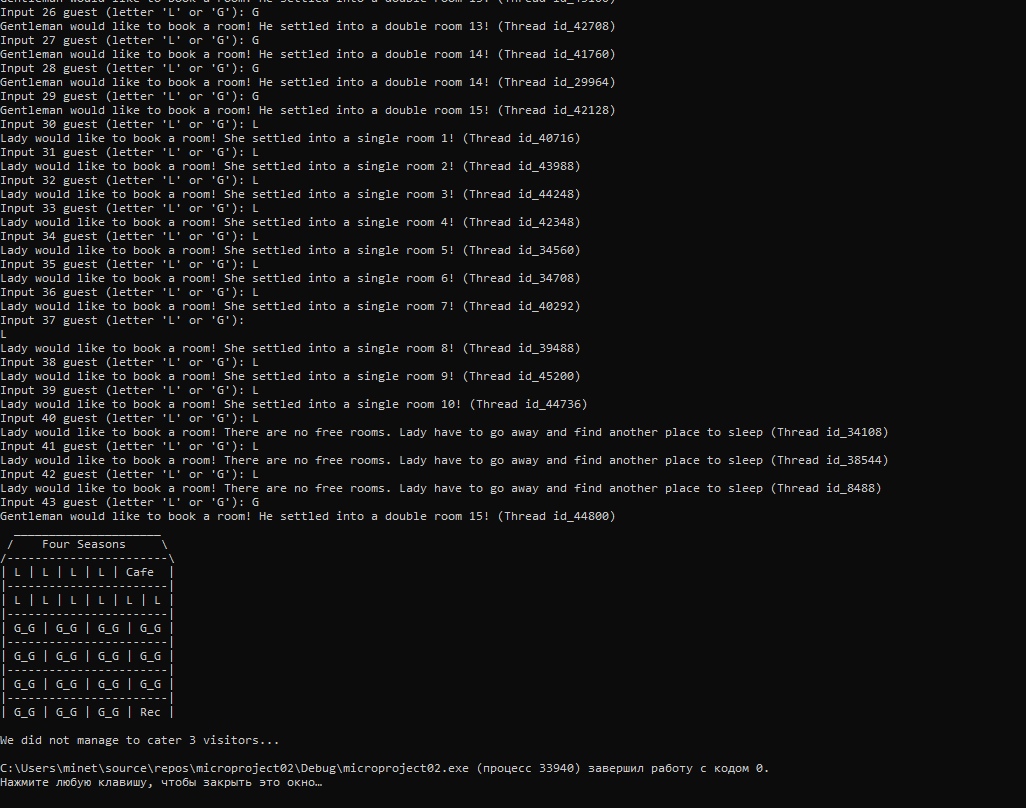 Gentleman would like to book a room! He settled into a double room 13! (Thread id_43108)
Input 26 guest (letter 'L' or 'G'): G
Gentleman would like to book a room! He settled into a double room 13! (Thread id_42708)
Input 27 guest (letter 'L' or 'G'): G
Gentleman would like to book a room! He settled into a double room 14! (Thread id_41760)
Input 28 guest (letter 'L' or 'G'): G
Gentleman would like to book a room! He settled into a double room 14! (Thread id_29964)
Input 29 guest (letter 'L' or 'G'): G
Gentleman would like to book a room! He settled into a double room 15! (Thread id_42128)
Input 30 guest (letter 'L' or 'G'): L
Lady would like to book a room! She settled into a single room 1! (Thread id_40716)
Input 31 guest (letter 'L' or 'G'): L
Lady would like to book a room! She settled into a single room 2! (Thread id_43988)
Input 32 guest (letter 'L' or 'G'): L
Lady would like to book a room! She settled into a single room 3! (Thread id_44248)
Input 33 guest (letter 'L' or 'G'): L
Lady would like to book a room! She settled into a single room 4! (Thread id_42348)
Input 34 guest (letter 'L' or 'G'): L
Lady would like to book a room! She settled into a single room 5! (Thread id_34560)
Input 35 guest (letter 'L' or 'G'): L
Lady would like to book a room! She settled into a single room 6! (Thread id_34708)
Input 36 guest (letter 'L' or 'G'): L
Lady would like to book a room! She settled into a single room 7! (Thread id_40292)
Input 37 guest (letter 'L' or 'G'):
L
Lady would like to book a room! She settled into a single room 8! (Thread id_39488)
Input 38 guest (letter 'L' or 'G'): L
Lady would like to book a room! She settled into a single room 9! (Thread id_45200)
Input 39 guest (letter 'L' or 'G'): L
Lady would like to book a room! She settled into a single room 10! (Thread id_44736)
Input 40 guest (letter 'L' or 'G'): L
Lady would like to book a room! There are no free rooms. Lady have to go away and find another place to sleep (Thread id_34108)
Input 41 guest (letter 'L' or 'G'): L
Lady would like to book a room! There are no free rooms. Lady have to go away and find another place to sleep (Thread id_38544)
Input 42 guest (letter 'L' or 'G'): L
Lady would like to book a room! There are no free rooms. Lady have to go away and find another place to sleep (Thread id_8488)
Input 43 guest (letter 'L' or 'G'): G
Gentleman would like to book a room! He settled into a double room 15! (Thread id_44800)
  _____________________
 /    Four Seasons     \
/-----------------------\
| L | L | L | L | Cafe  |
|-----------------------|
| L | L | L | L | L | L |
|-----------------------|
| G_G | G_G | G_G | G_G |
|-----------------------|
| G_G | G_G | G_G | G_G |
|-----------------------|
| G_G | G_G | G_G | G_G |
|-----------------------|
| G_G | G_G | G_G | Rec |
We did not manage to cater 3 visitors...
C:\Users\minet\source\repos\microproject02\Debug\microproject02.exe (процесс 33940) завершил работу с кодом 0.
Нажмите любую клавишу, чтобы закрыть это окно…